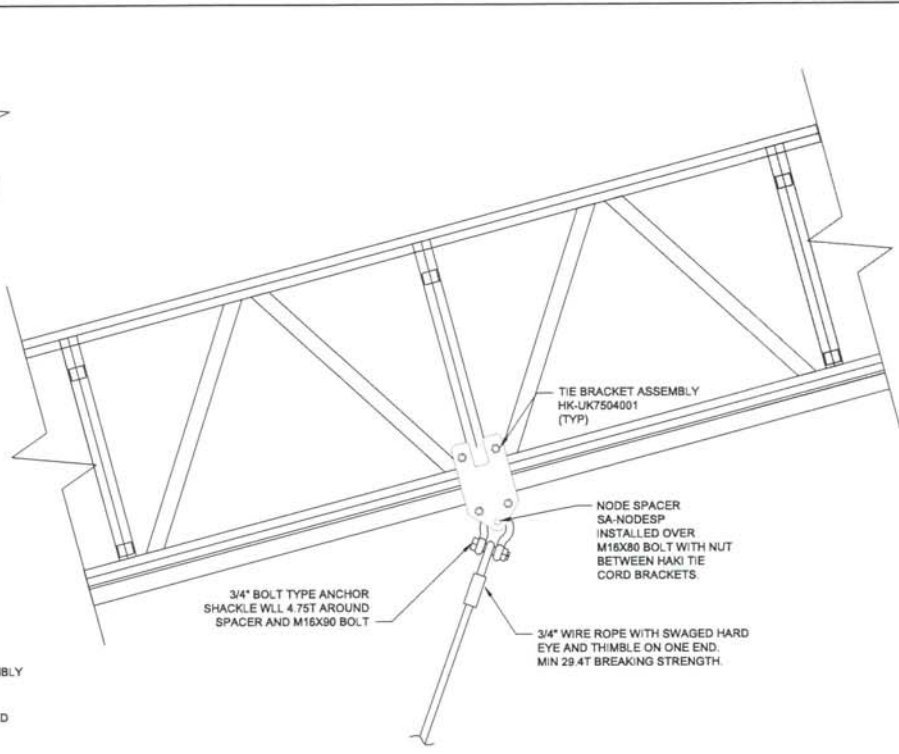 TIE BRACKET ASSEMBLY
HK-UK7504001
(TYP)
NODE SPACER
SA-NODESP
INSTALLED OVER
M16X80 BOLT WITH NUT
BETWEEN HAKI TIE
CORD BRACKETS.
3/4" BOLT TYPE ANCHOR
SHACKLE WLL 4.75T AROUND
SPACER AND M16X90 BOLT
3/4" WIRE ROPE WITH SWAGED HARD
EYE AND THIMBLE ON ONE END.
MIN 29.4T BREAKING STRENGTH.
MBLY
D